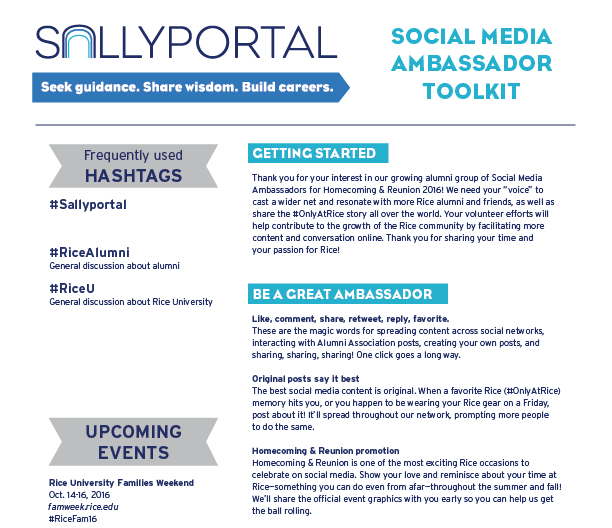 SALLYPORTAL
Seek guidance. Share wisdom. Build careers.
SOCIAL MEDIA
AMBASSADOR
TOOLKIT
Frequently used
HASHTAGS
#Sallyportal
#RiceAlumni
General discussion about alumni
#RiceU
General discussion about Rice University
UPCOMING
EVENTS
Rice University Families Weekend
Oct. 14-16, 2016
famweek.rice.edu
#RiceFam16
GETTING STARTED
Thank you for your interest in our growing alumni group of Social Media
Ambassadors for Homecoming & Reunion 2016! We need your "voice" to
cast a wider net and resonate with more Rice alumni and friends, as well as
share the #OnlyAtRice story all over the world. Your volunteer efforts will
help contribute to the growth of the Rice community by facilitating more
content and conversation online. Thank you for sharing your time and
your passion for Rice!
BE A GREAT AMBASSADOR
Like, comment, share, retweet, reply, favorite.
These are the magic words for spreading content across social networks,
interacting with Alumni Association posts, creating your own posts, and
sharing, sharing, sharing! One click goes a long way.
Original posts say it best
The best social media content is original. When a favorite Rice (#OnlyAtRice)
memory hits you, or you happen to be wearing your Rice gear on a Friday,
post about it! It'll spread throughout our network, prompting more people
to do the same.
Homecoming & Reunion promotion
Homecoming & Reunion is one of the most exciting Rice occasions to
celebrate on social media. Show your love and reminisce about your time at
Rice—something you can do even from afar—throughout the summer and fall!
We'll share the official event graphics with you early so you can help us get
the ball rolling.